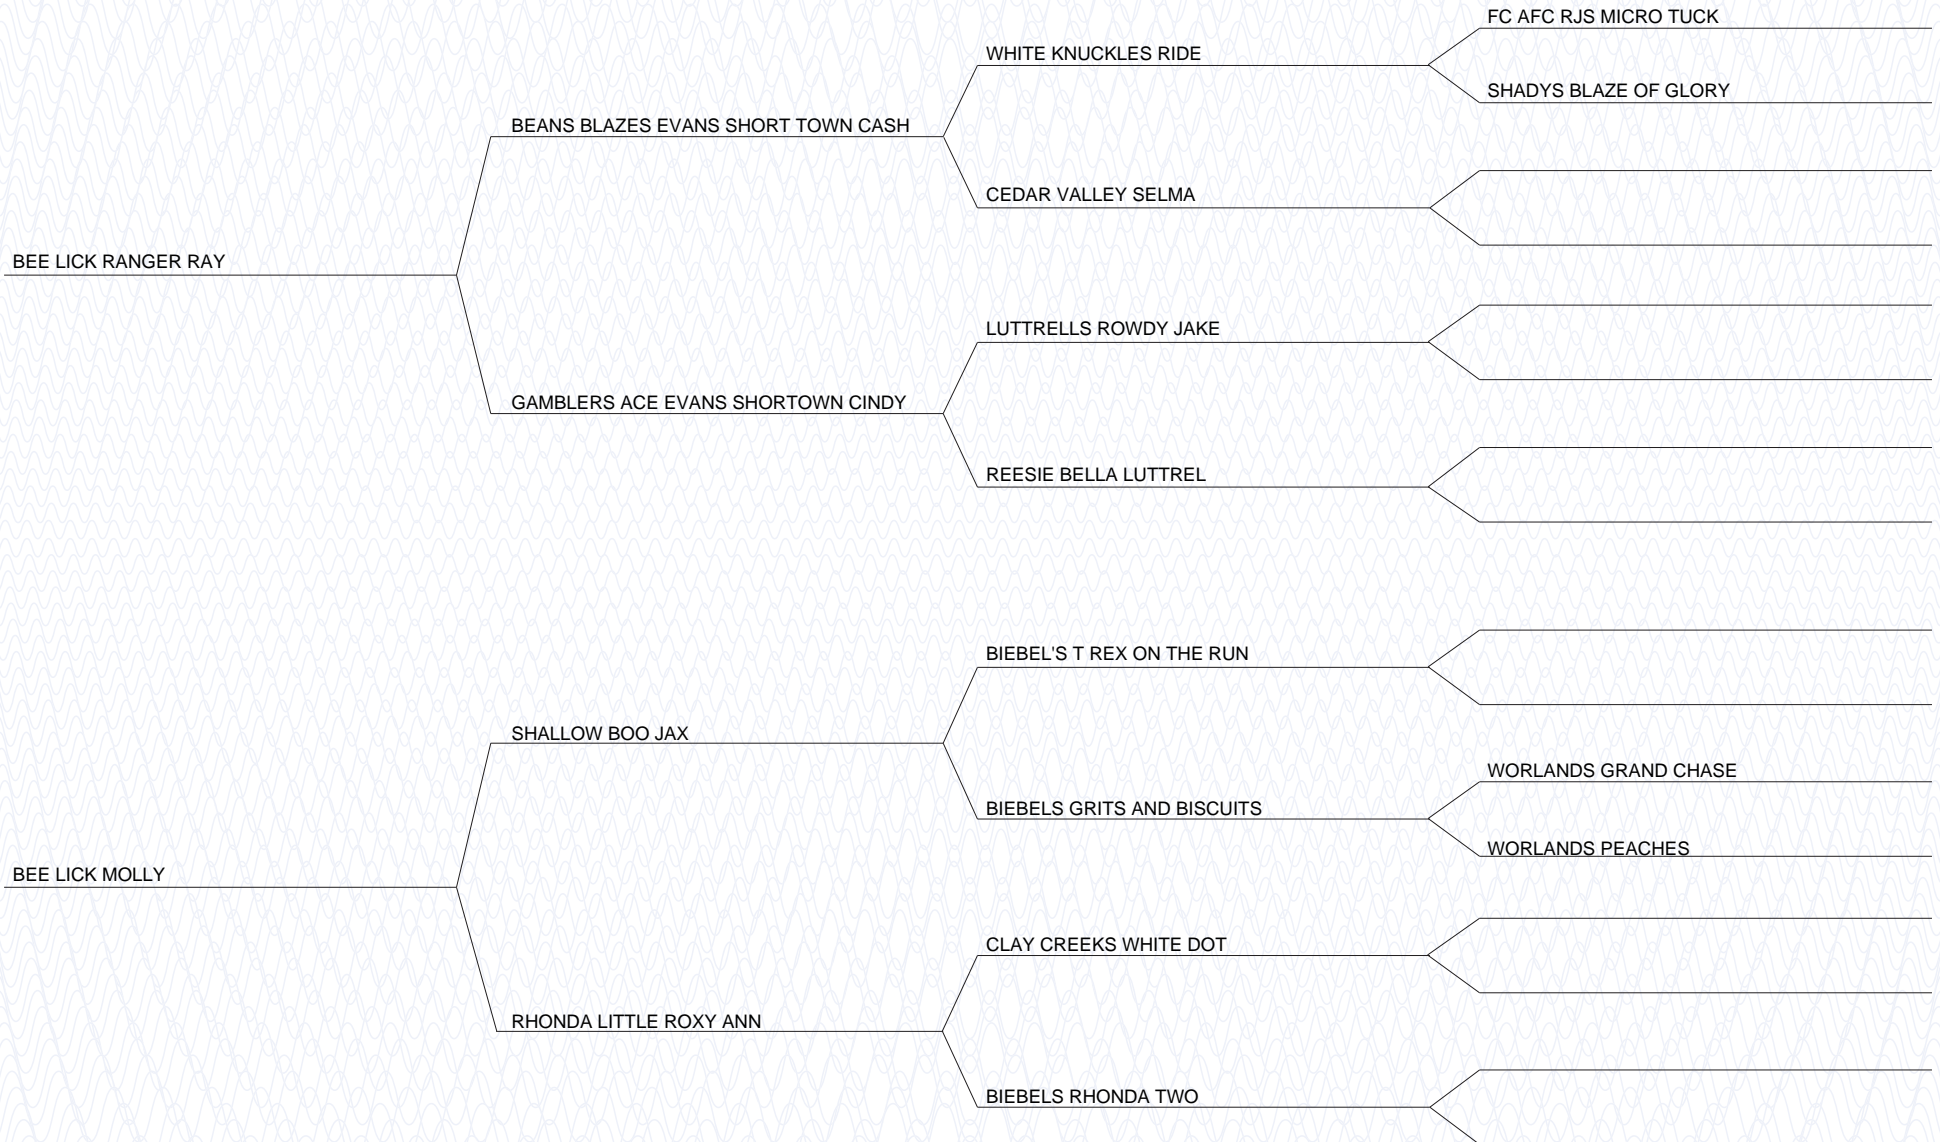 FC AFC RJS MICRO TUCK
WHITE KNUCKLES RIDE
SHADYS BLAZE OF GLORY
BEANS BLAZES EVANS SHORT TOWN CASH
CEDAR VALLEY SELMA
BEE LICK RANGER RAY
LUTTRELLS ROWDY JAKE
GAMBLERS ACE EVANS SHORTOWN CINDY
REESIE BELLA LUTTREL
BIEBEL'S T REX ON THE RUN
SHALLOW BOO JAX
WORLANDS GRAND CHASE
BIEBELS GRITS AND BISCUITS
WORLANDS PEACHES
BEE LICK MOLLY
CLAY CREEKS WHITE DOT
RHONDA LITTLE ROXY ANN
BIEBELS RHONDA TWO